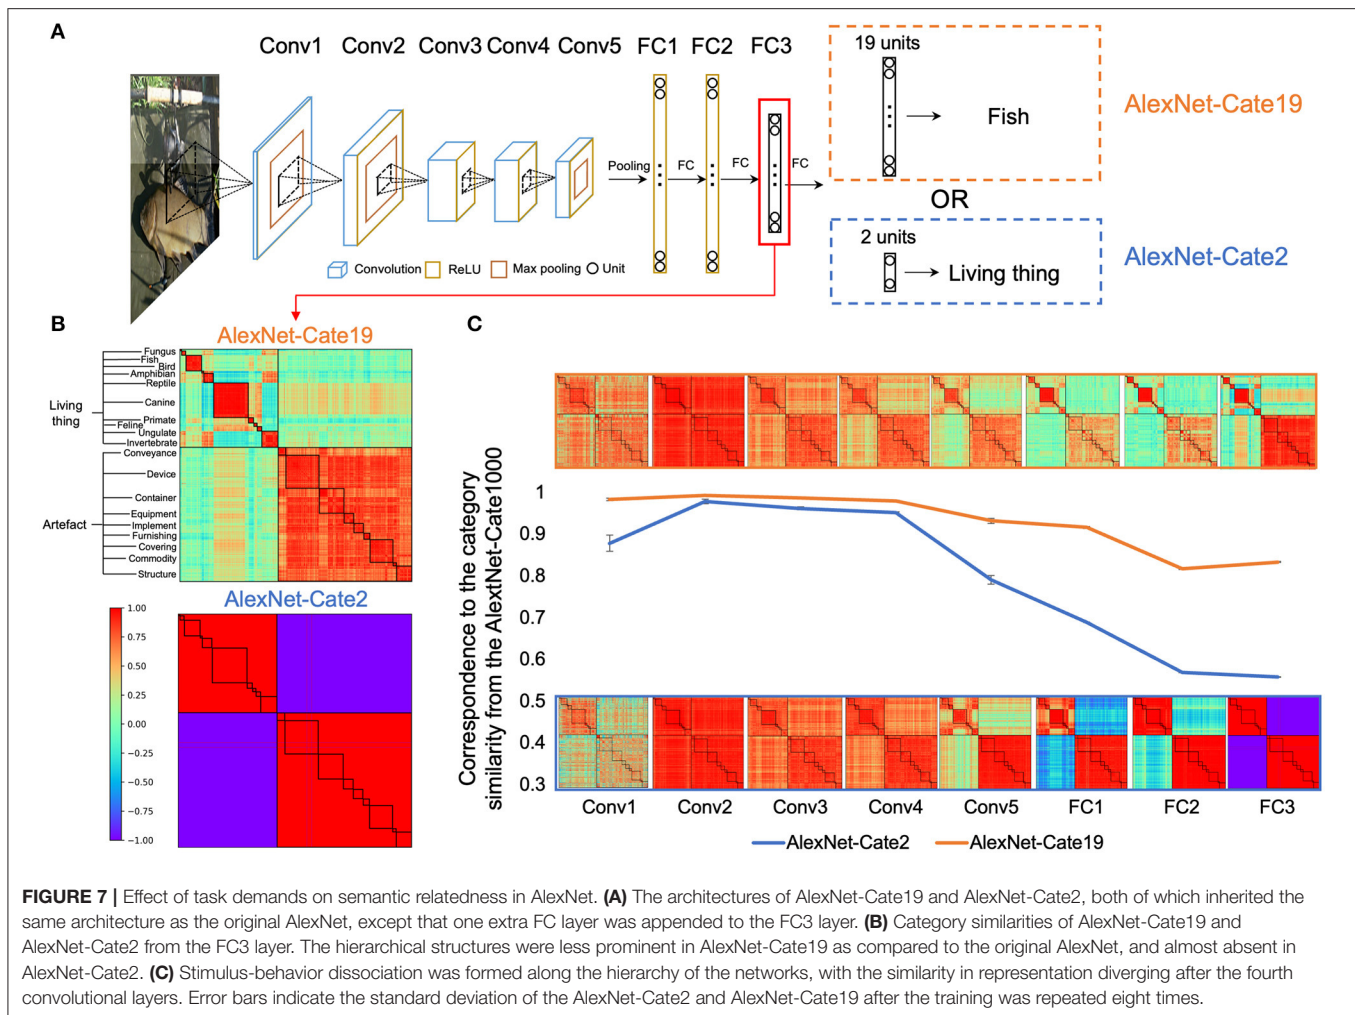 A
Conv1 Conv2 Conv3 Conv4 Conv5 FC1 FC2 FC3
19 units
Fish
AlexNet-Cate19
Pooling FC FC FC
OR
2 units
Living thing
AlexNet-Cate2
Convolution ReLU Max pooling Unit
B
AlexNet-Cate19
Fungus
Fish
Bird
Amphibian
Reptile
Living
thing
Canine
Primate
Feline
Ungulate
Invertebrate
Conveyance
Device
Container
Equipment
Artefact
Implement
Furnishing
Covering
Commodity
Structure
AlexNet-Cate2
1.00
0.75
0.50
0.25
0.00
−0.25
−0.50
−0.75
−1.00
C
Correspondence to the category
similarity from the AlextNet-Cate1000
1
0.9
0.8
0.7
0.6
0.5
0.4
0.3
Conv1 Conv2 Conv3 Conv4 Conv5 FC1 FC2 FC3
AlexNet-Cate2 AlexNet-Cate19
FIGURE 7 | Effect of task demands on semantic relatedness in AlexNet. (A) The architectures of AlexNet-Cate19 and AlexNet-Cate2, both of which inherited the
same architecture as the original AlexNet, except that one extra FC layer was appended to the FC3 layer. (B) Category similarities of AlexNet-Cate19 and
AlexNet-Cate2 from the FC3 layer. The hierarchical structures were less prominent in AlexNet-Cate19 as compared to the original AlexNet, and almost absent in
AlexNet-Cate2. (C) Stimulus-behavior dissociation was formed along the hierarchy of the networks, with the similarity in representation diverging after the fourth
convolutional layers. Error bars indicate the standard deviation of the AlexNet-Cate2 and AlexNet-Cate19 after the training was repeated eight times.